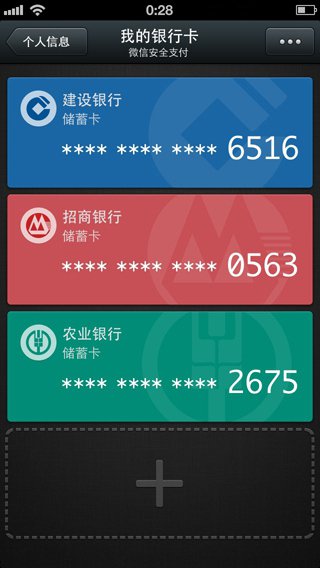 0:28
个人信息
我的银行卡
微信安全支付
建设银行
储蓄卡
**** **** **** 6516
招商银行
储蓄卡
**** **** **** 0563
农业银行
储蓄卡
**** **** **** 2675